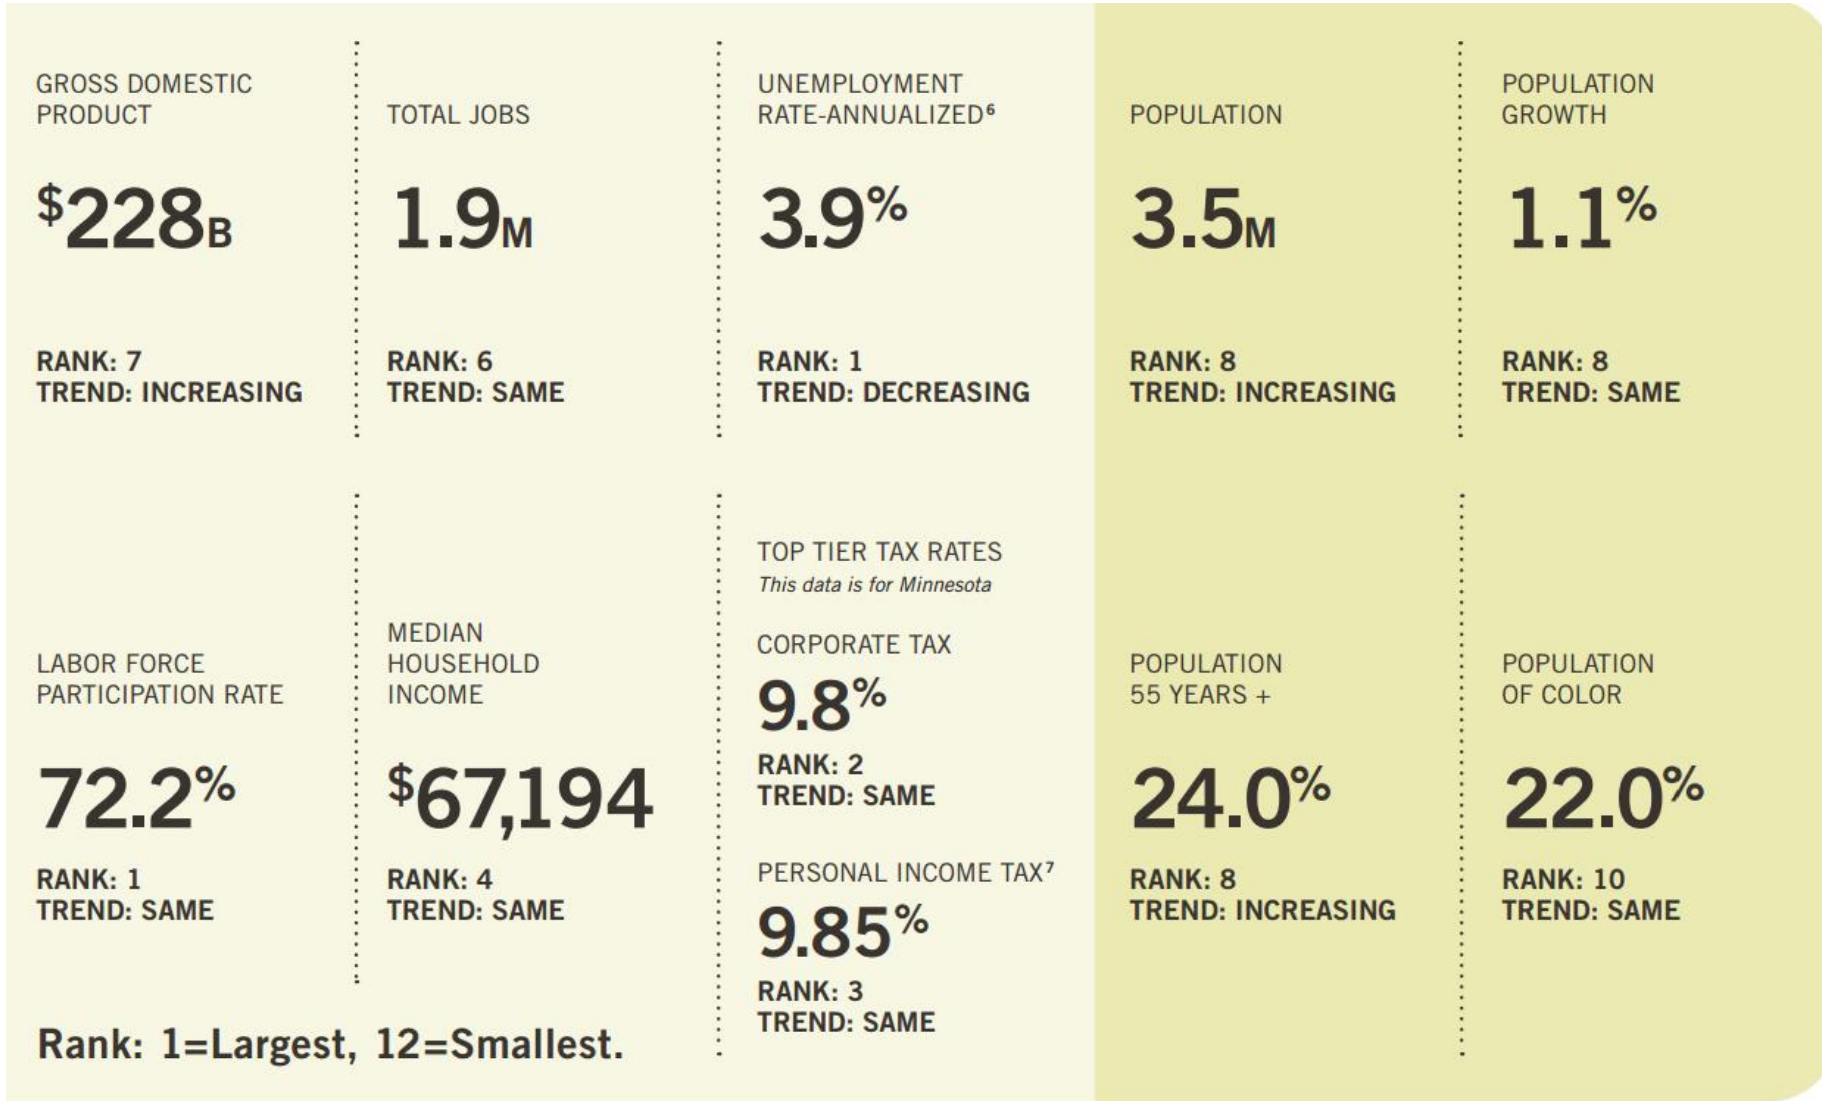 GROSS DOMESTIC
PRODUCT
$228B
RANK: 7
TREND: INCREASING
TOTAL JOBS
1.9M
RANK: 6
TREND: SAME
UNEMPLOYMENT
RATE-ANNUALIZED⁶
3.9%
RANK: 1
TREND: DECREASING
POPULATION
3.5M
RANK: 8
TREND: INCREASING
POPULATION
GROWTH
1.1%
RANK: 8
TREND: SAME
LABOR FORCE
PARTICIPATION RATE
72.2%
RANK: 1
TREND: SAME
MEDIAN
HOUSEHOLD
INCOME
$67,194
RANK: 4
TREND: SAME
TOP TIER TAX RATES
This data is for Minnesota
CORPORATE TAX
9.8%
RANK: 2
TREND: SAME
PERSONAL INCOME TAX⁷
9.85%
RANK: 3
TREND: SAME
POPULATION
55 YEARS +
24.0%
RANK: 8
TREND: INCREASING
POPULATION
OF COLOR
22.0%
RANK: 10
TREND: SAME
Rank: 1=Largest, 12=Smallest.